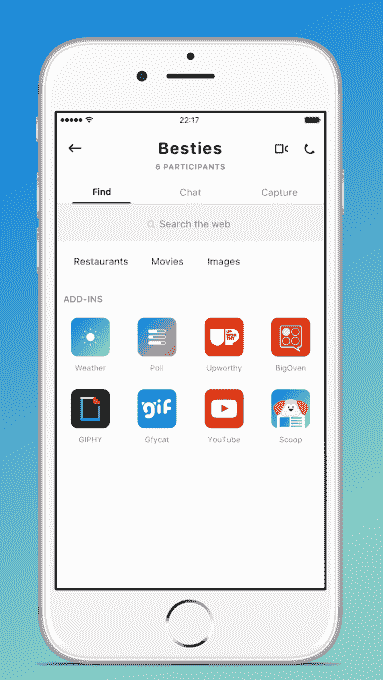 22:17
Besties
6 PARTICIPANTS
Find Chat Capture
Search the web
Restaurants Movies Images
ADD-INS
Weather Poll Upworthy BigOven
gif
GIPHY Gfycat YouTube Scoop